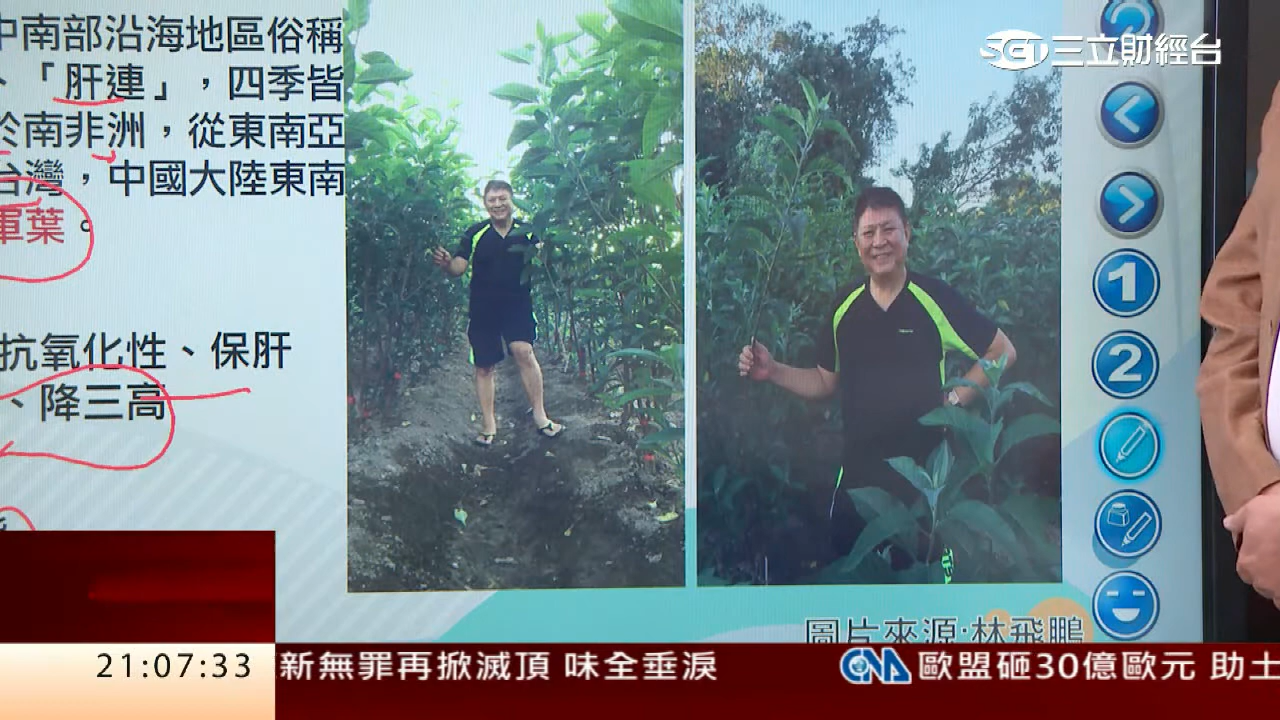 中南部沿海地區俗稱
、「肝連」，四季皆
於南非洲，從東南亞
台灣，中國大陸東南
軍葉。
抗氧化性、保肝
、降三高
SET 三立財經台
1
2
圖片來源:林飛鵬
21:07:33
新無罪再掀滅頂 味全垂淚
CNA 歐盟砸30億歐元 助土